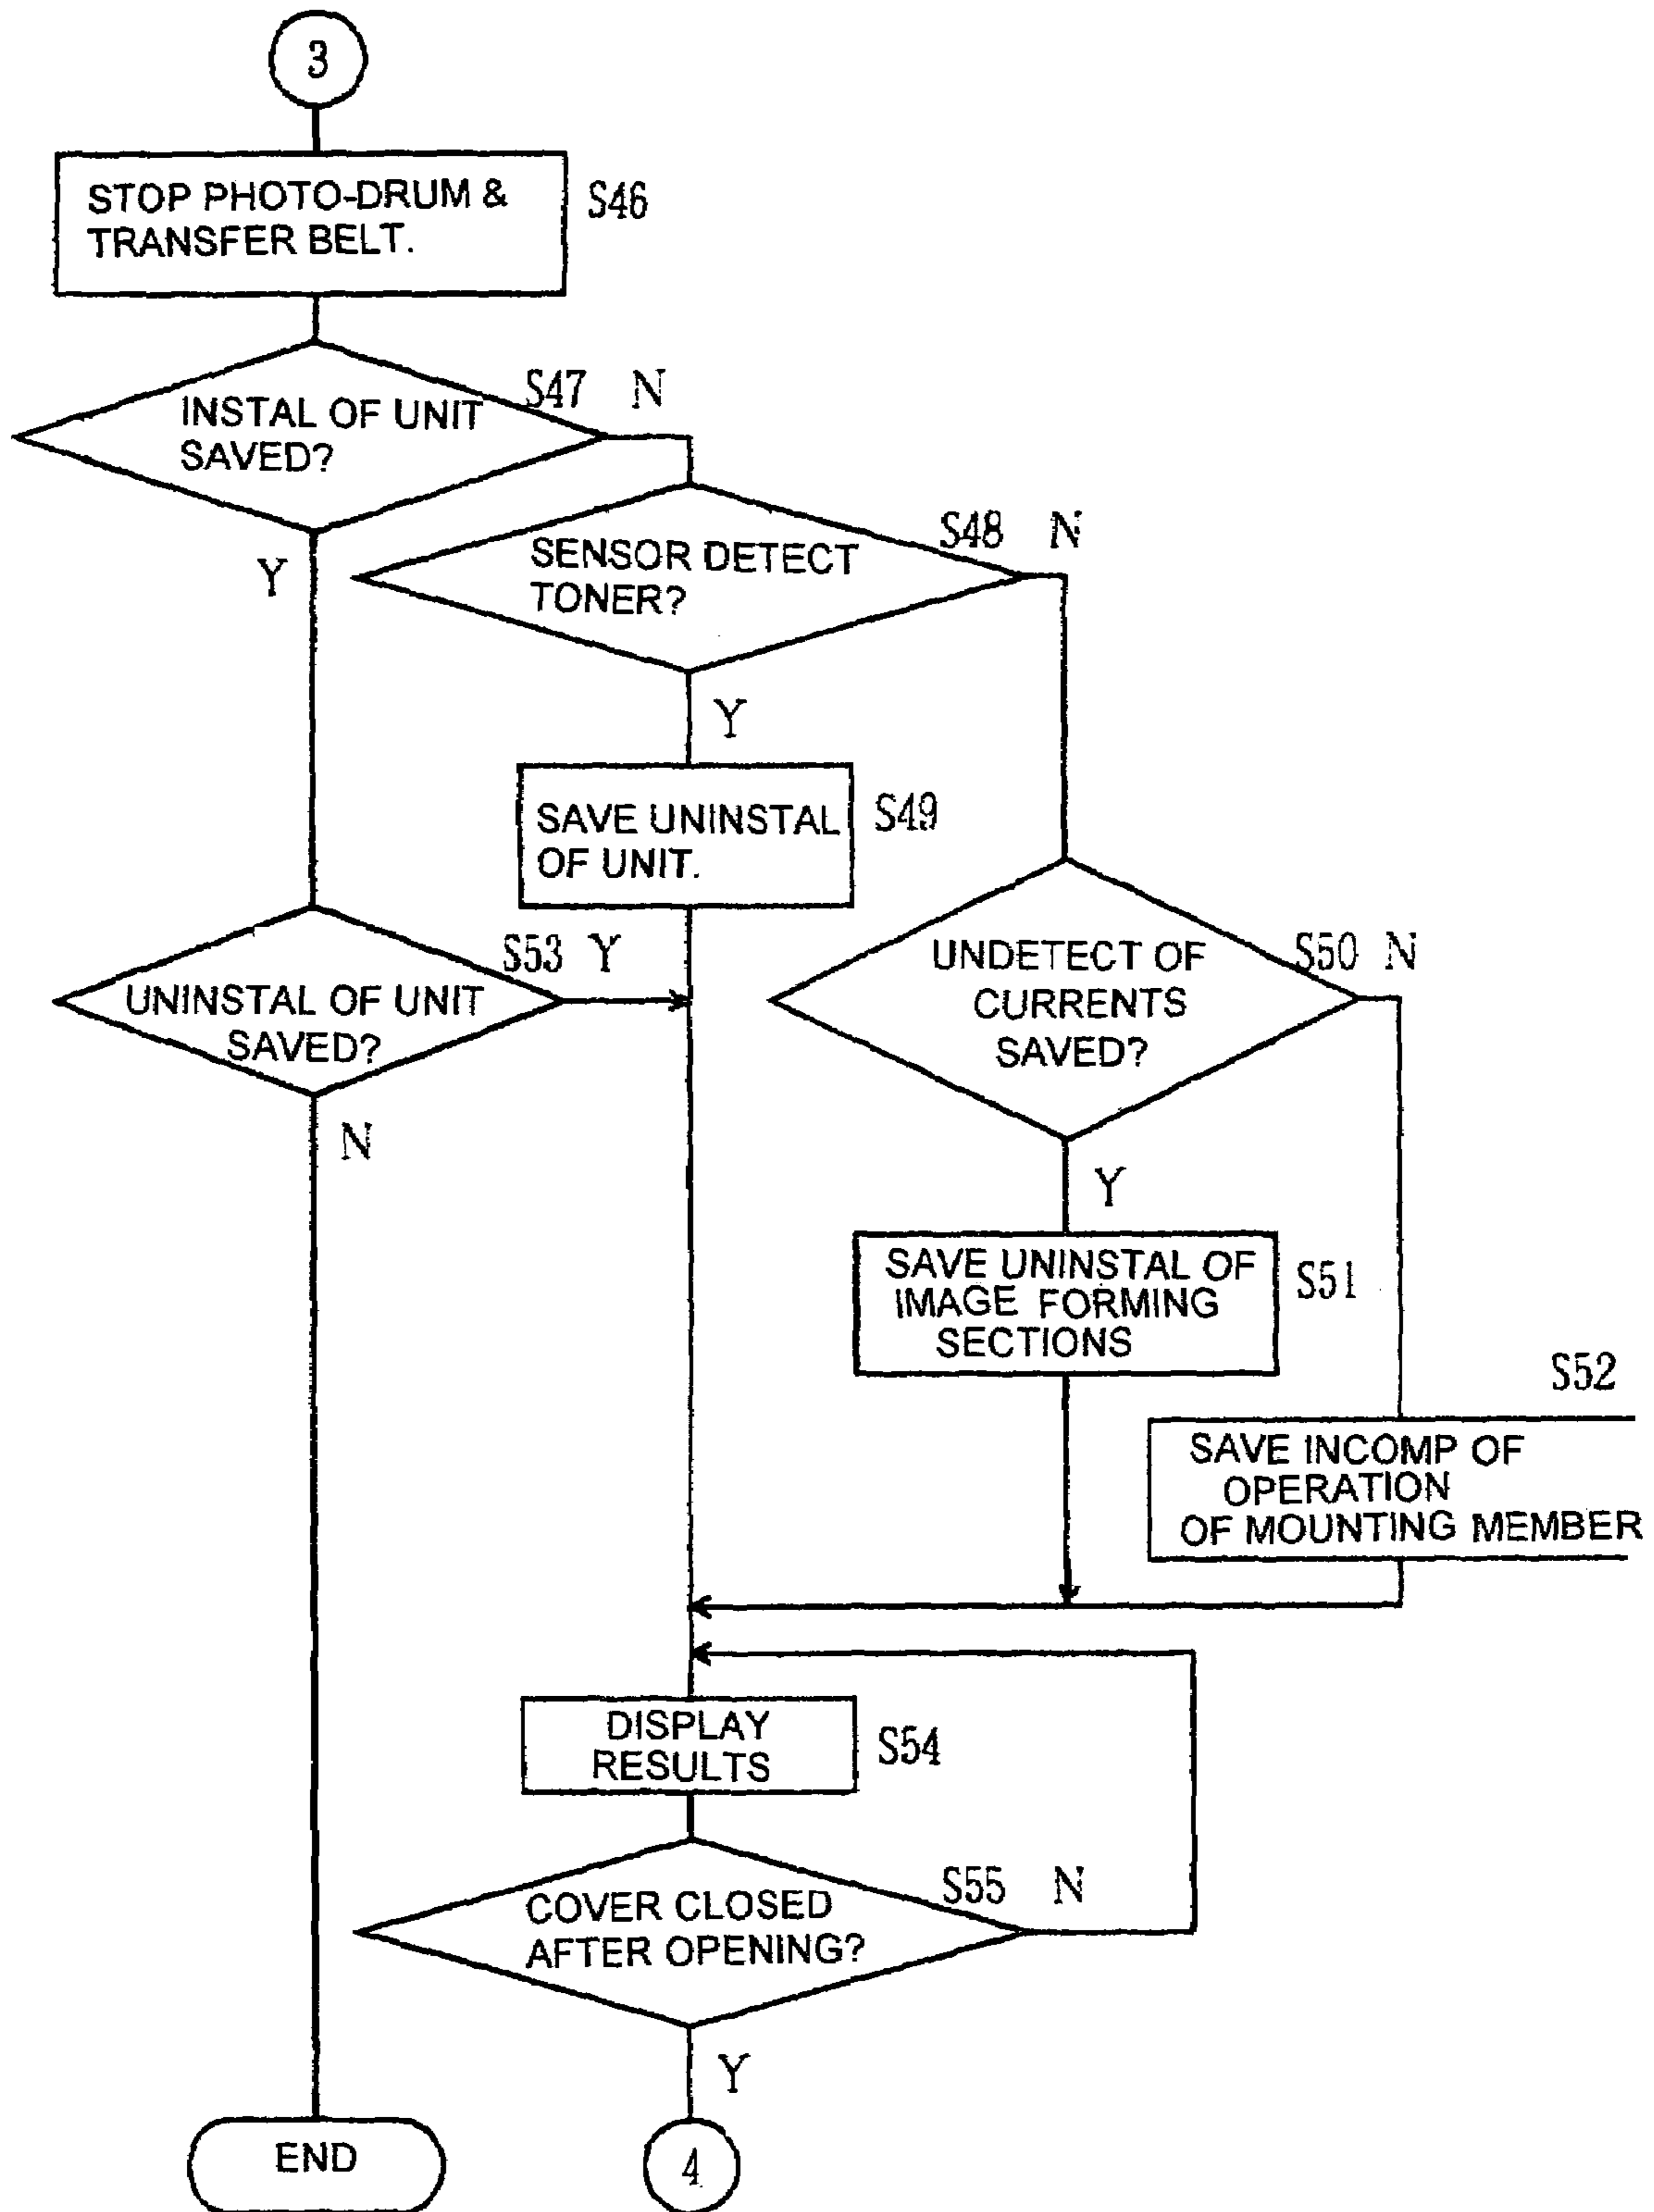 3
STOP PHOTO-DRUM &
TRANSFER BELT.
S46
S47 N
INSTAL OF UNIT
SAVED?
Y
S48 N
SENSOR DETECT
TONER?
Y
SAVE UNINSTAL
OF UNIT.
S49
S53 Y
UNINSTAL OF UNIT
SAVED?
N
S50 N
UNDETECT OF
CURRENTS
SAVED?
Y
SAVE UNINSTAL OF
IMAGE FORMING
SECTIONS
S51
S52
SAVE INCOMP OF
OPERATION
OF MOUNTING MEMBER
DISPLAY
RESULTS
S54
S55 N
COVER CLOSED
AFTER OPENING?
Y
END
4